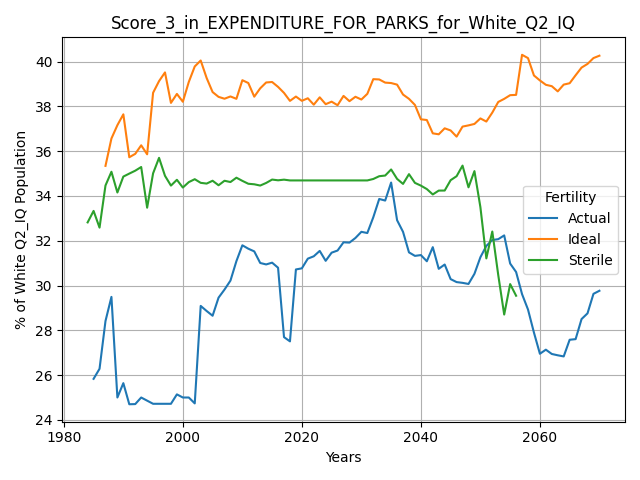 Score_3_in_EXPENDITURE_FOR_PARKS_for_White_Q2_IQ
% of White Q2_IQ Population
40
38
36
34
32
30
28
26
24
Fertility
Actual
Ideal
Sterile
1980 2000 2020 2040 2060
Years